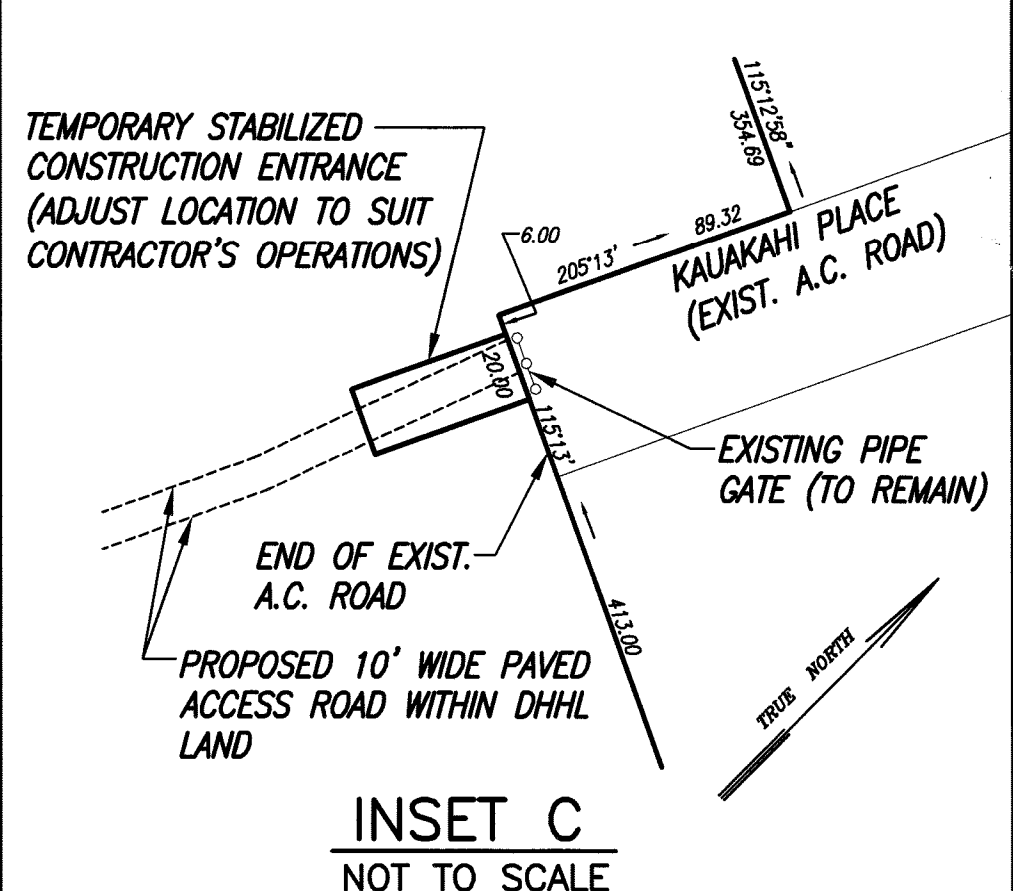 TEMPORARY STABILIZED
CONSTRUCTION ENTRANCE
(ADJUST LOCATION TO SUIT
CONTRACTOR'S OPERATIONS)
115°12'58"
354.69
6.00
205°13'
89.32
KAUAKAHI PLACE
(EXIST. A.C. ROAD)
20.00
115°13'
EXISTING PIPE
GATE (TO REMAIN)
END OF EXIST.
A.C. ROAD
413.00
PROPOSED 10' WIDE PAVED
ACCESS ROAD WITHIN DHHL
LAND
TRUE NORTH
INSET C
NOT TO SCALE